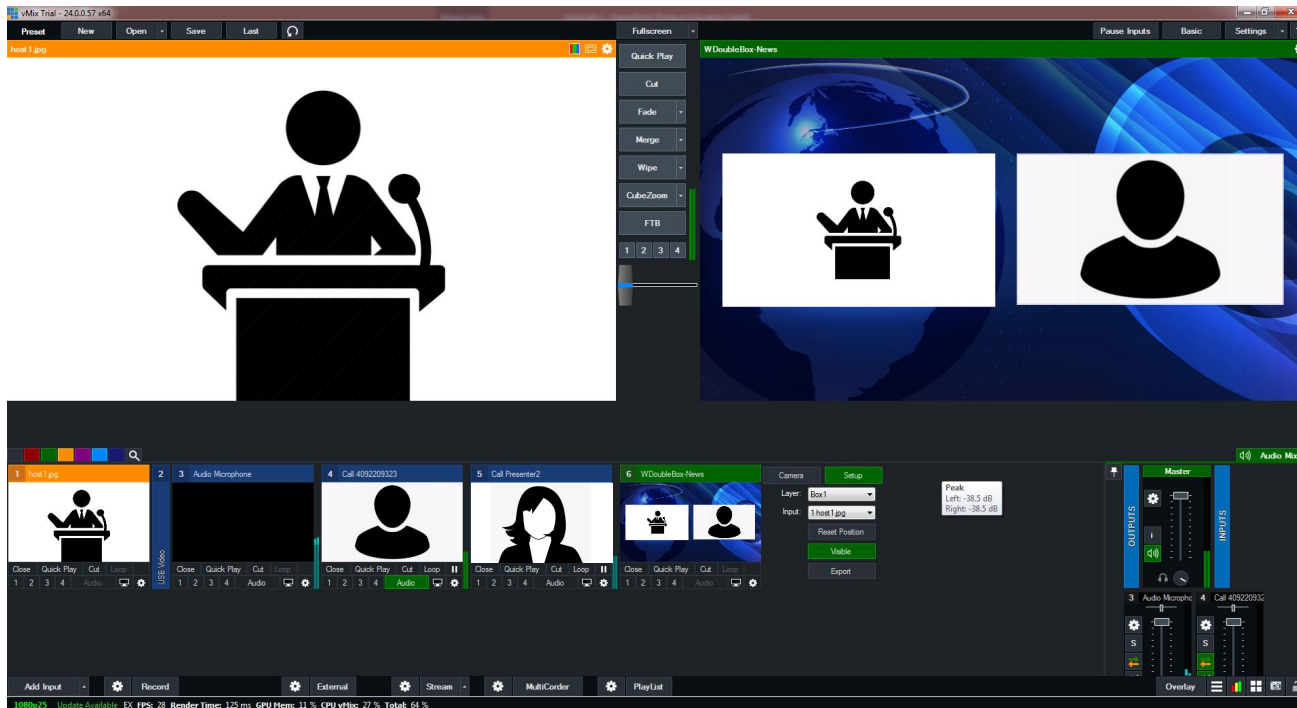 vMix Trial - 24.0.0.57 x64
Preset New Open Save Last Fullscreen Pause Inputs Basic Settings
host1.jpg
WDoubleBox-News
Quick Play
Cut
Fade
Merge
Wipe
CubeZoom
FTB
1 2 3 4
Audio Mix
1 host1.jpg
2
USB Video
3 Audio Microphone
4 Call 4092209323
5 Call Presenter2
6 WDoubleBox-News
Close Quick Play Cut Loop
1 2 3 4 Audio
Close Quick Play Cut Loop
1 2 3 4 Audio
Close Quick Play Cut Loop
1 2 3 4 Audio
Close Quick Play Cut Loop
1 2 3 4 Audio
Close Quick Play Cut Loop
1 2 3 4 Audio
Camera Setup
Layer: Box1
Input: 1 host1.jpg
Reset Position
Visible
Export
Peak
Left: -38.5 dB
Right: -38.5 dB
OUTPUTS
Master
INPUTS
3 Audio Microphc
4 Call 409220932
S
S
Add Input Record External Stream MultiCorder PlayList Overlay
1080p25 Update Available EX FPS: 28 Render Time: 125 ms GPU Mem: 11 % CPU vMix: 27 % Total: 64 %